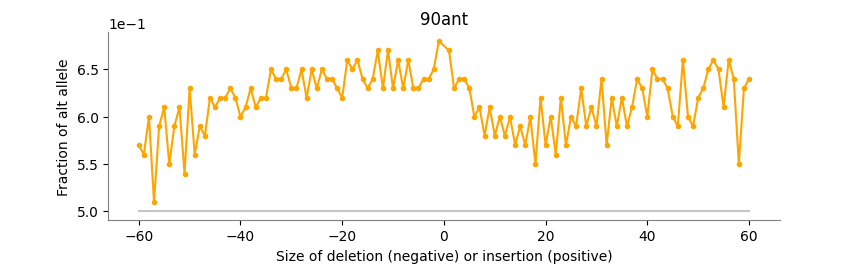 90ant
1e−1
6.5
6.0
5.5
5.0
Fraction of alt allele
−60 −40 −20 0 20 40 60
Size of deletion (negative) or insertion (positive)